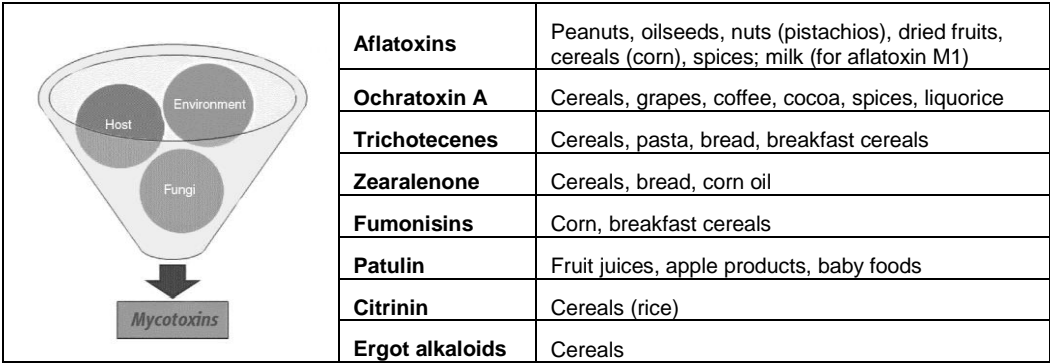 Host
Environment
Fungi
Mycotoxins
Aflatoxins
Peanuts, oilseeds, nuts (pistachios), dried fruits,
cereals (corn), spices; milk (for aflatoxin M1)
Ochratoxin A
Cereals, grapes, coffee, cocoa, spices, liquorice
Trichotecenes
Cereals, pasta, bread, breakfast cereals
Zearalenone
Cereals, bread, corn oil
Fumonisins
Corn, breakfast cereals
Patulin
Fruit juices, apple products, baby foods
Citrinin
Cereals (rice)
Ergot alkaloids
Cereals